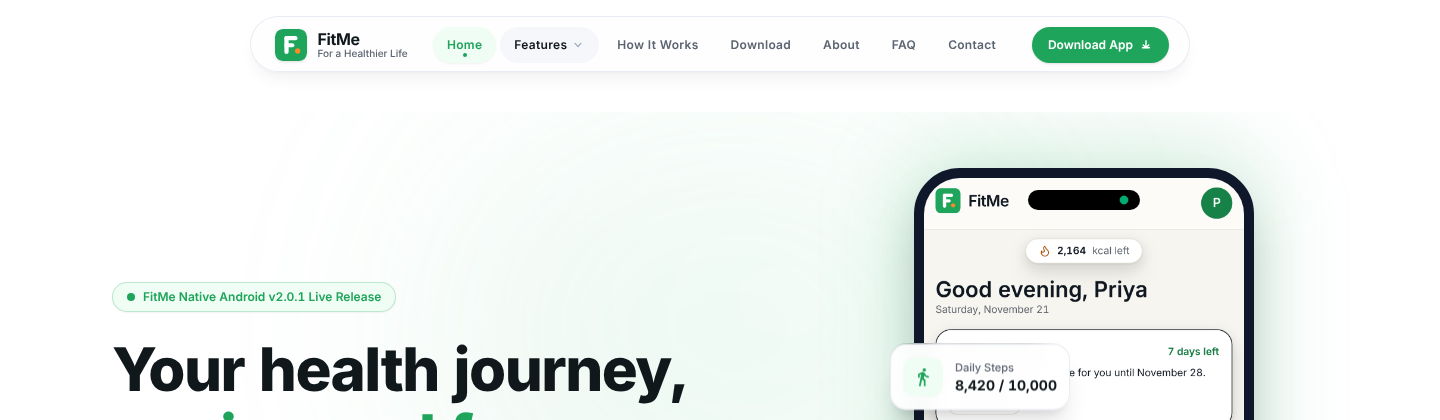 FitMe
For a Healthier Life
Home
Features
How It Works
Download
About
FAQ
Contact
Download App
FitMe Native Android v2.0.1 Live Release
Your health journey,
F.
FitMe
P
2,164 kcal left
Good evening, Priya
Saturday, November 21
7 days left
e for you until November 28.
Daily Steps
8,420 / 10,000